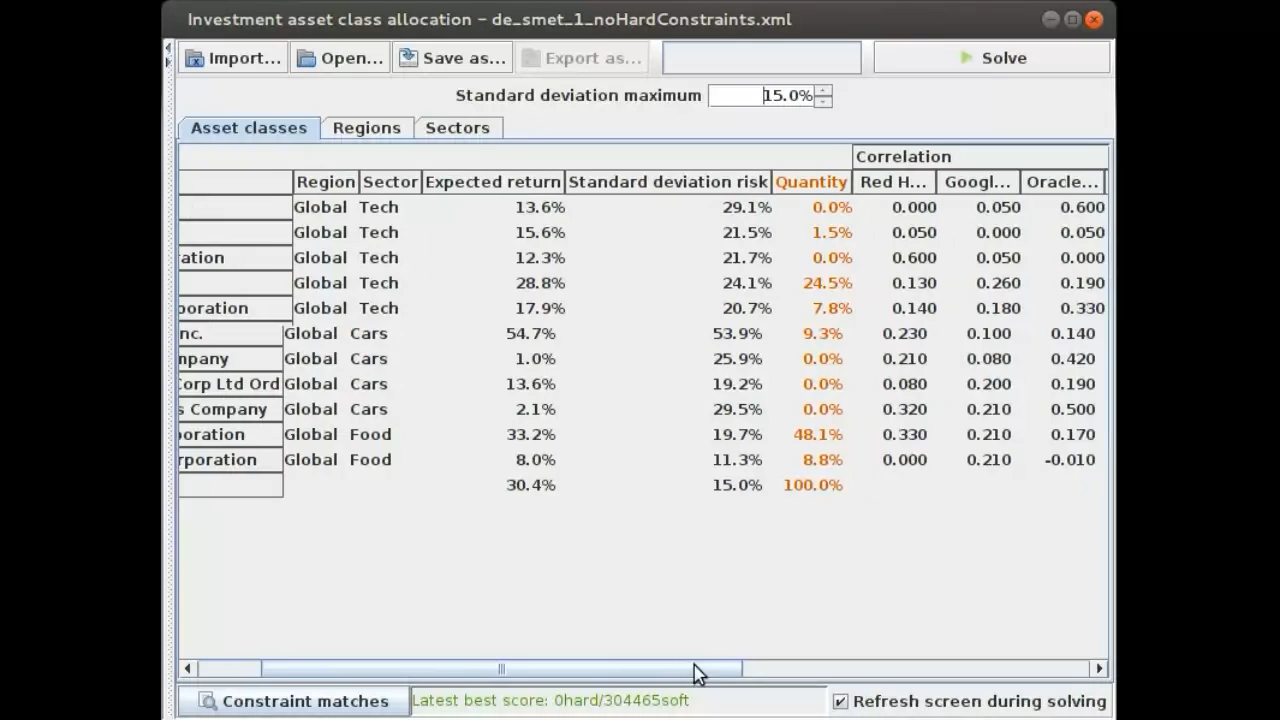 Investment asset class allocation – de_smet_1_noHardConstraints.xml
Import... Open... Save as... Export as... Solve
Standard deviation maximum 15.0%
Asset classes Regions Sectors
Correlation
Region Sector Expected return Standard deviation risk Quantity Red H... Googl... Oracle...
Global Tech 13.6% 29.1% 0.0% 0.000 0.050 0.600
Global Tech 15.6% 21.5% 1.5% 0.050 0.000 0.050
ation Global Tech 12.3% 21.7% 0.0% 0.600 0.050 0.000
Global Tech 28.8% 24.1% 24.5% 0.130 0.260 0.190
poration Global Tech 17.9% 20.7% 7.8% 0.140 0.180 0.330
nc. Global Cars 54.7% 53.9% 9.3% 0.230 0.100 0.140
mpany Global Cars 1.0% 25.9% 0.0% 0.210 0.080 0.420
Corp Ltd Ord Global Cars 13.6% 19.2% 0.0% 0.080 0.200 0.190
s Company Global Cars 2.1% 29.5% 0.0% 0.320 0.210 0.500
poration Global Food 33.2% 19.7% 48.1% 0.330 0.210 0.170
rporation Global Food 8.0% 11.3% 8.8% 0.000 0.210 -0.010
30.4% 15.0% 100.0%
Constraint matches Latest best score: 0hard/304465soft Refresh screen during solving